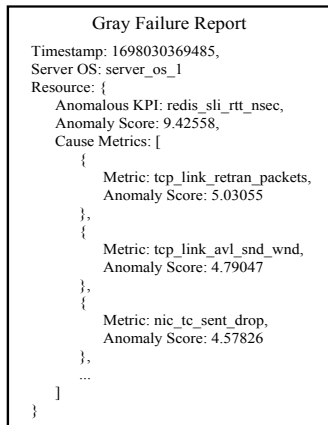 Gray Failure Report
Timestamp: 1698030369485,
Server OS: server_os_1
Resource: {
Anomalous KPI: redis_sli_rtt_nsec,
Anomaly Score: 9.42558,
Cause Metrics: [
{
Metric: tcp_link_retran_packets,
Anomaly Score: 5.03055
},
{
Metric: tcp_link_avl_snd_wnd,
Anomaly Score: 4.79047
},
{
Metric: nic_tc_sent_drop,
Anomaly Score: 4.57826
},
...
]
}